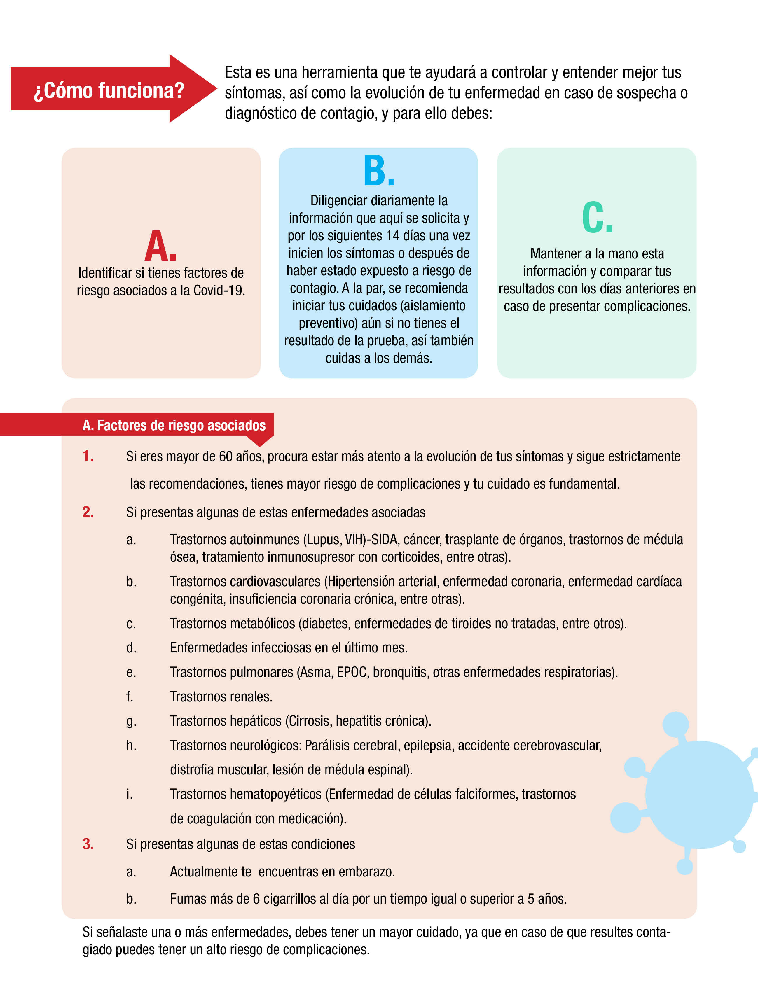 ¿Cómo funciona?
Esta es una herramienta que te ayudará a controlar y entender mejor tus
síntomas, así como la evolución de tu enfermedad en caso de sospecha o
diagnóstico de contagio, y para ello debes:
A.
Identificar si tienes factores de
riesgo asociados a la Covid-19.
B.
Diligenciar diariamente la
información que aquí se solicita y
por los siguientes 14 días una vez
inicien los síntomas o después de
haber estado expuesto a riesgo de
contagio. A la par, se recomienda
iniciar tus cuidados (aislamiento
preventivo) aún si no tienes el
resultado de la prueba, así también
cuidas a los demás.
C.
Mantener a la mano esta
información y comparar tus
resultados con los días anteriores en
caso de presentar complicaciones.
A. Factores de riesgo asociados
1. Si eres mayor de 60 años, procura estar más atento a la evolución de tus síntomas y sigue estrictamente
las recomendaciones, tienes mayor riesgo de complicaciones y tu cuidado es fundamental.
2. Si presentas algunas de estas enfermedades asociadas
a. Trastornos autoinmunes (Lupus, VIH)-SIDA, cáncer, trasplante de órganos, trastornos de médula
ósea, tratamiento inmunosupresor con corticoides, entre otras).
b. Trastornos cardiovasculares (Hipertensión arterial, enfermedad coronaria, enfermedad cardíaca
congénita, insuficiencia coronaria crónica, entre otras).
c. Trastornos metabólicos (diabetes, enfermedades de tiroides no tratadas, entre otros).
d. Enfermedades infecciosas en el último mes.
e. Trastornos pulmonares (Asma, EPOC, bronquitis, otras enfermedades respiratorias).
f. Trastornos renales.
g. Trastornos hepáticos (Cirrosis, hepatitis crónica).
h. Trastornos neurológicos: Parálisis cerebral, epilepsia, accidente cerebrovascular,
distrofia muscular, lesión de médula espinal).
i. Trastornos hematopoyéticos (Enfermedad de células falciformes, trastornos
de coagulación con medicación).
3. Si presentas algunas de estas condiciones
a. Actualmente te encuentras en embarazo.
b. Fumas más de 6 cigarrillos al día por un tiempo igual o superior a 5 años.
Si señalaste una o más enfermedades, debes tener un mayor cuidado, ya que en caso de que resultes conta-
giado puedes tener un alto riesgo de complicaciones.